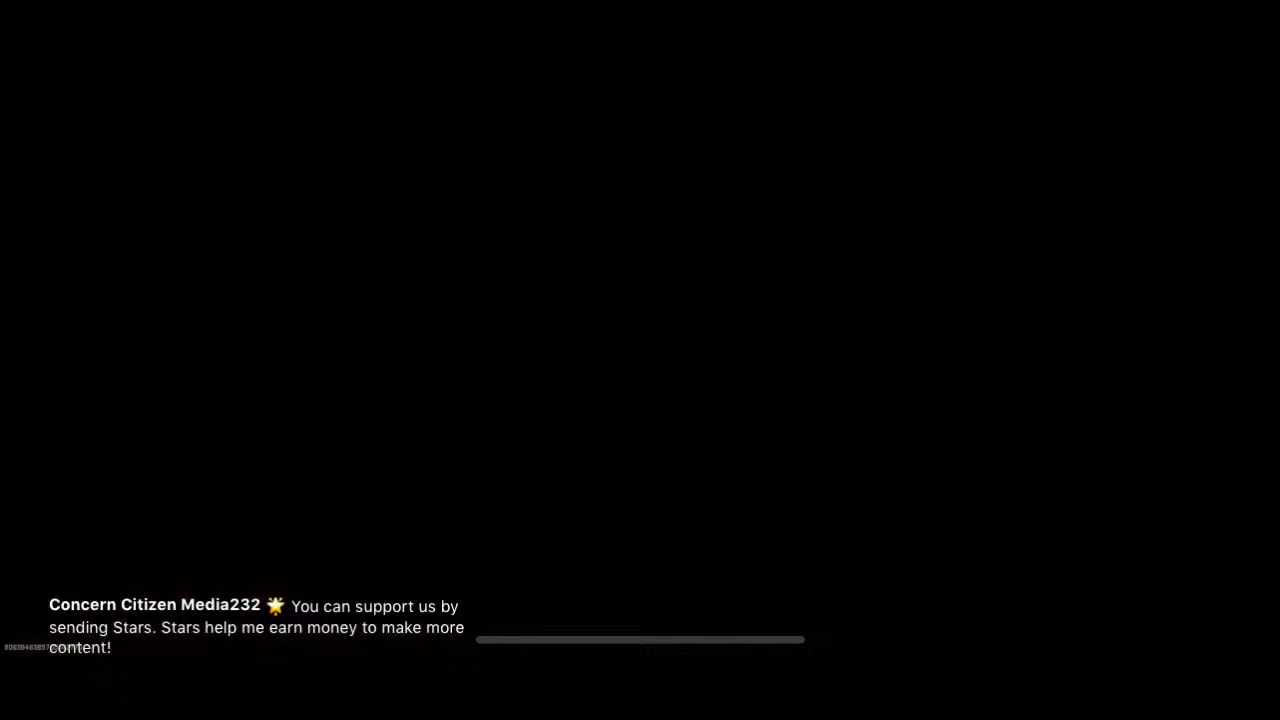 Concern Citizen Media232 🌟 You can support us by
sending Stars. Stars help me earn money to make more
content!